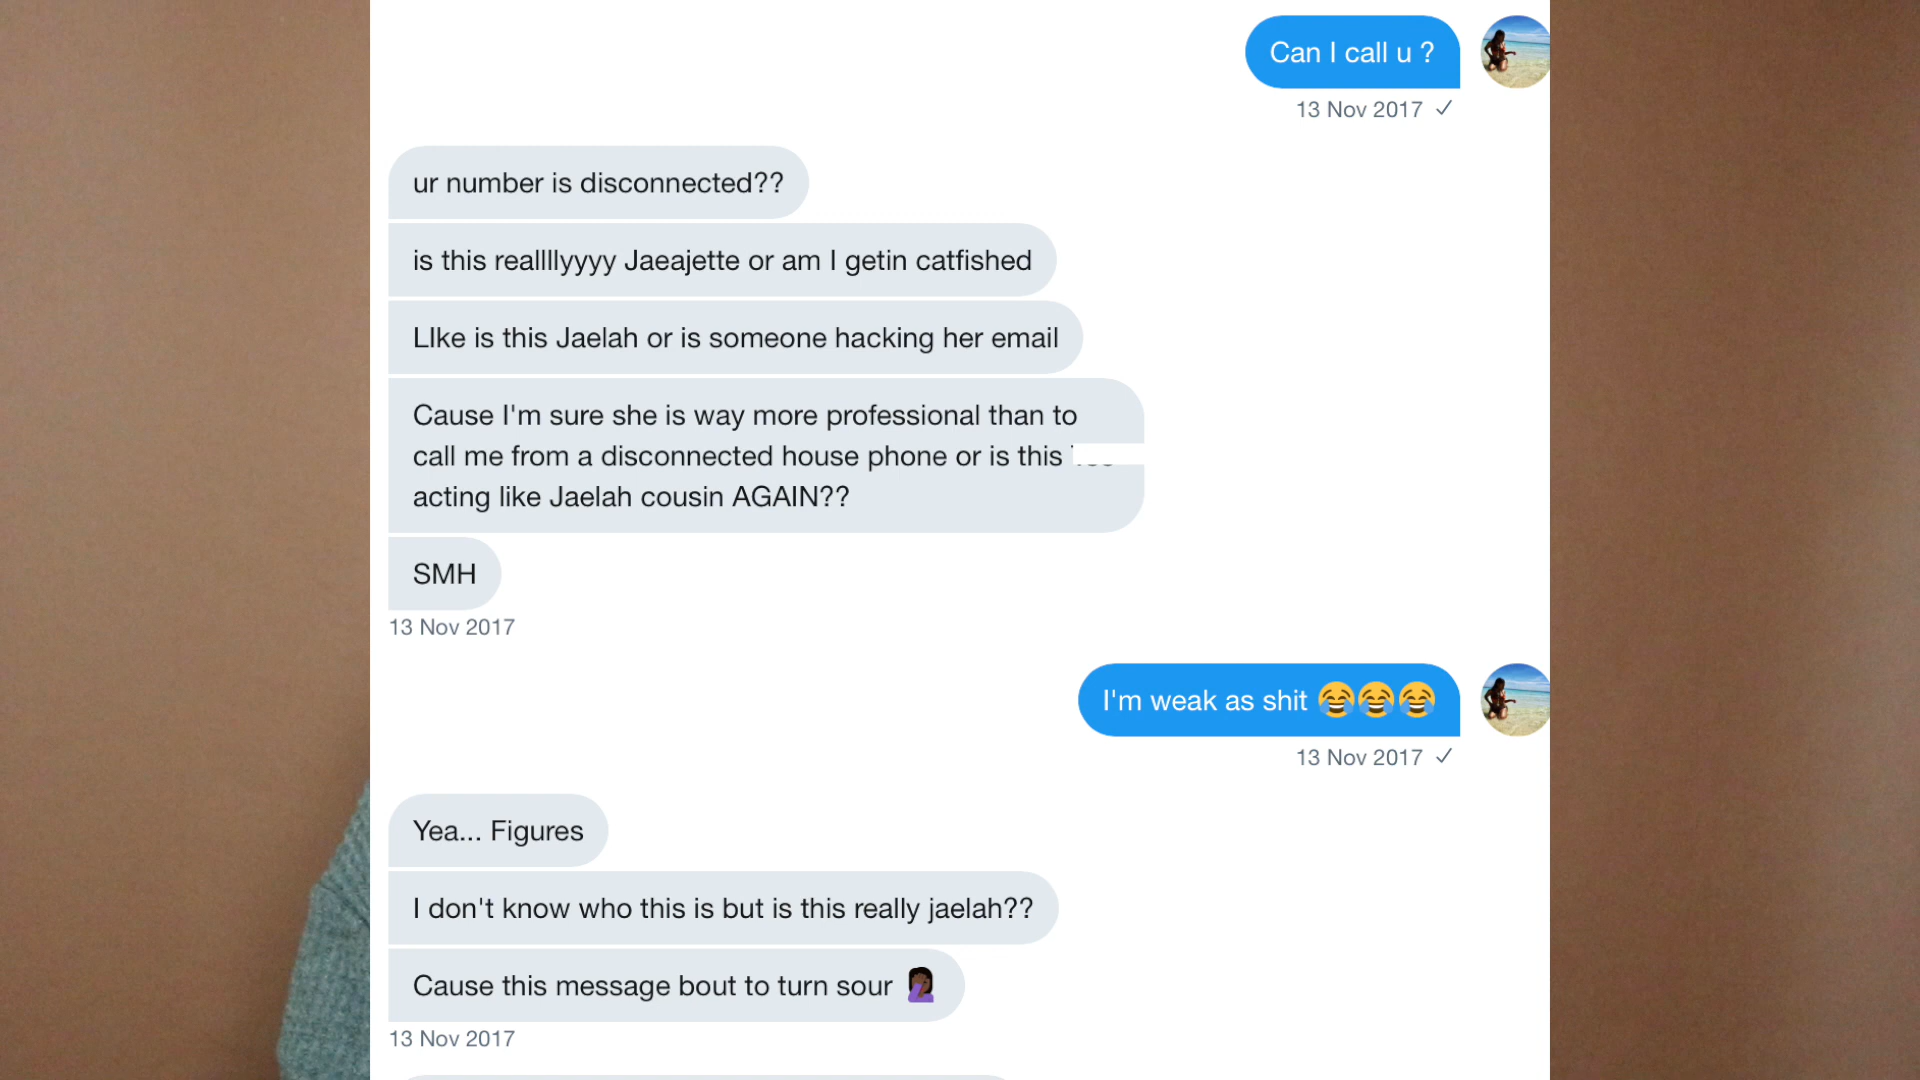 Can I call u ?
13 Nov 2017 ✓
ur number is disconnected??
is this reallllyyyy Jaeajette or am I getin catfished
LIke is this Jaelah or is someone hacking her email
Cause I'm sure she is way more professional than to
call me from a disconnected house phone or is this
acting like Jaelah cousin AGAIN??
SMH
13 Nov 2017
I'm weak as shit 😂😂😂
13 Nov 2017 ✓
Yea... Figures
I don't know who this is but is this really jaelah??
Cause this message bout to turn sour 🤦🏿‍♀️
13 Nov 2017